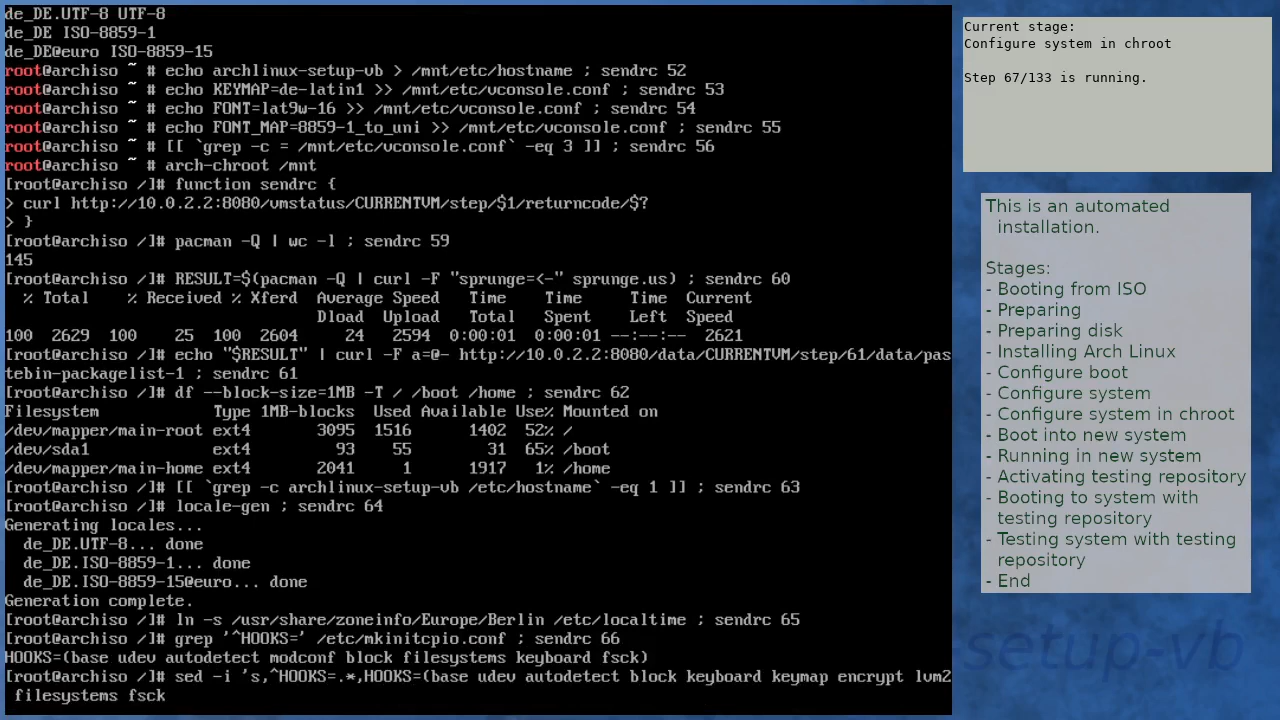 de_DE.UTF-8 UTF-8
de_DE ISO-8859-1
de_DE@euro ISO-8859-15
root@archiso ~ # echo archlinux-setup-vb > /mnt/etc/hostname ; sendrc 52
root@archiso ~ # echo KEYMAP=de-latin1 >> /mnt/etc/vconsole.conf ; sendrc 53
root@archiso ~ # echo FONT=lat9w-16 >> /mnt/etc/vconsole.conf ; sendrc 54
root@archiso ~ # echo FONT_MAP=8859-1_to_uni >> /mnt/etc/vconsole.conf ; sendrc 55
root@archiso ~ # [[ `grep -c = /mnt/etc/vconsole.conf` -eq 3 ]] ; sendrc 56
root@archiso ~ # arch-chroot /mnt
[root@archiso /]# function sendrc {
> curl http://10.0.2.2:8080/vmstatus/CURRENTVM/step/$1/returncode/$?
> }
[root@archiso /]# pacman -Q | wc -l ; sendrc 59
145
[root@archiso /]# RESULT=$(pacman -Q | curl -F "sprunge=<-" sprunge.us) ; sendrc 60
  % Total    % Received % Xferd  Average Speed   Time    Time     Time  Current
                                 Dload  Upload   Total   Spent    Left  Speed
100  2629  100    25  100  2604     24   2594  0:00:01  0:00:01 --:--:--  2621
[root@archiso /]# echo "$RESULT" | curl -F a=@- http://10.0.2.2:8080/data/CURRENTVM/step/61/data/pas
tebin-packagelist-1 ; sendrc 61
[root@archiso /]# df --block-size=1MB -T / /boot /home ; sendrc 62
Filesystem            Type 1MB-blocks  Used Available Use% Mounted on
/dev/mapper/main-root ext4       3095  1516      1402  52% /
/dev/sda1             ext4         93    55        31  65% /boot
/dev/mapper/main-home ext4       2041     1      1917   1% /home
[root@archiso /]# [[ `grep -c archlinux-setup-vb /etc/hostname` -eq 1 ]] ; sendrc 63
[root@archiso /]# locale-gen ; sendrc 64
Generating locales...
  de_DE.UTF-8... done
  de_DE.ISO-8859-1... done
  de_DE.ISO-8859-15@euro... done
Generation complete.
[root@archiso /]# ln -s /usr/share/zoneinfo/Europe/Berlin /etc/localtime ; sendrc 65
[root@archiso /]# grep '^HOOKS=' /etc/mkinitcpio.conf ; sendrc 66
HOOKS=(base udev autodetect modconf block filesystems keyboard fsck)
[root@archiso /]# sed -i 's,^HOOKS=.*,HOOKS=(base udev autodetect block keyboard keymap encrypt lvm2
 filesystems fsck
Current stage:
Configure system in chroot
Step 67/133 is running.
This is an automated
installation.
Stages:
- Booting from ISO
- Preparing
- Preparing disk
- Installing Arch Linux
- Configure boot
- Configure system
- Configure system in chroot
- Boot into new system
- Running in new system
- Activating testing repository
- Booting to system with
testing repository
- Testing system with testing
repository
- End
setup-vb